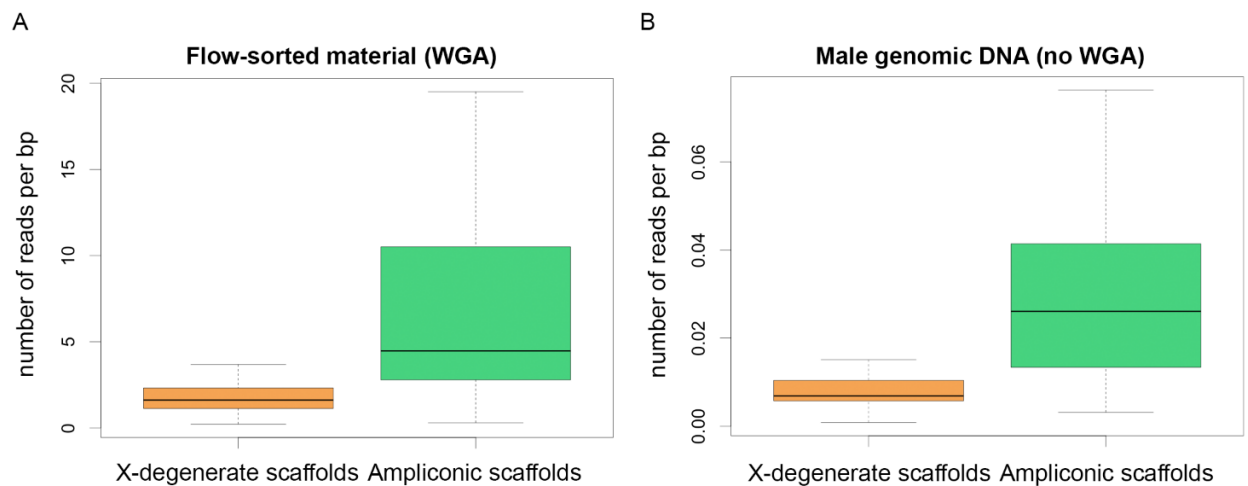 A
Flow-sorted material (WGA)
number of reads per bp
20
15
10
5
0
X-degenerate scaffolds
Ampliconic scaffolds
B
Male genomic DNA (no WGA)
number of reads per bp
0.06
0.04
0.02
0.00
X-degenerate scaffolds
Ampliconic scaffolds